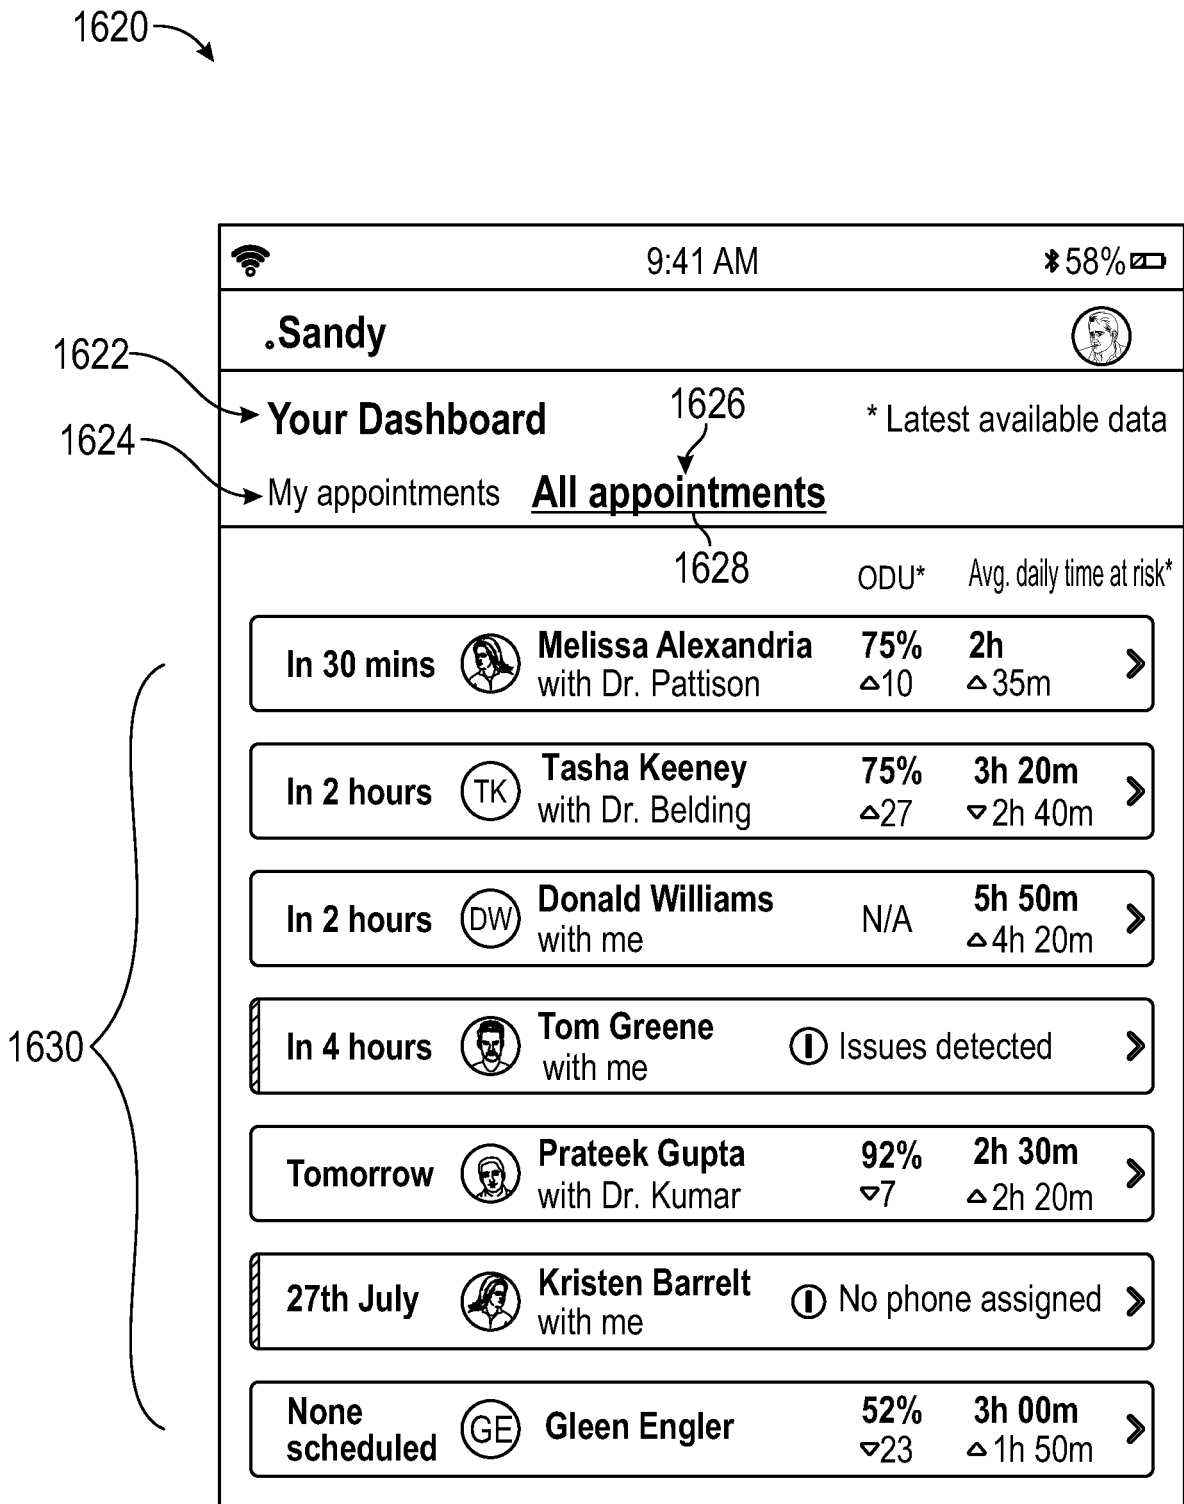 1620
9:41 AM
58%
.Sandy
1622
Your Dashboard
1626
* Latest available data
1624
My appointments All appointments
1628
ODU* Avg. daily time at risk*
In 30 mins
Melissa Alexandria
with Dr. Pattison
75%
△10
2h
△35m
In 2 hours
TK
Tasha Keeney
with Dr. Belding
75%
△27
3h 20m
▽2h 40m
In 2 hours
DW
Donald Williams
with me
N/A
5h 50m
△4h 20m
1630
In 4 hours
Tom Greene
with me
Issues detected
Tomorrow
Prateek Gupta
with Dr. Kumar
92%
▽7
2h 30m
△2h 20m
27th July
Kristen Barrelt
with me
No phone assigned
None
scheduled
GE
Gleen Engler
52%
▽23
3h 00m
△1h 50m